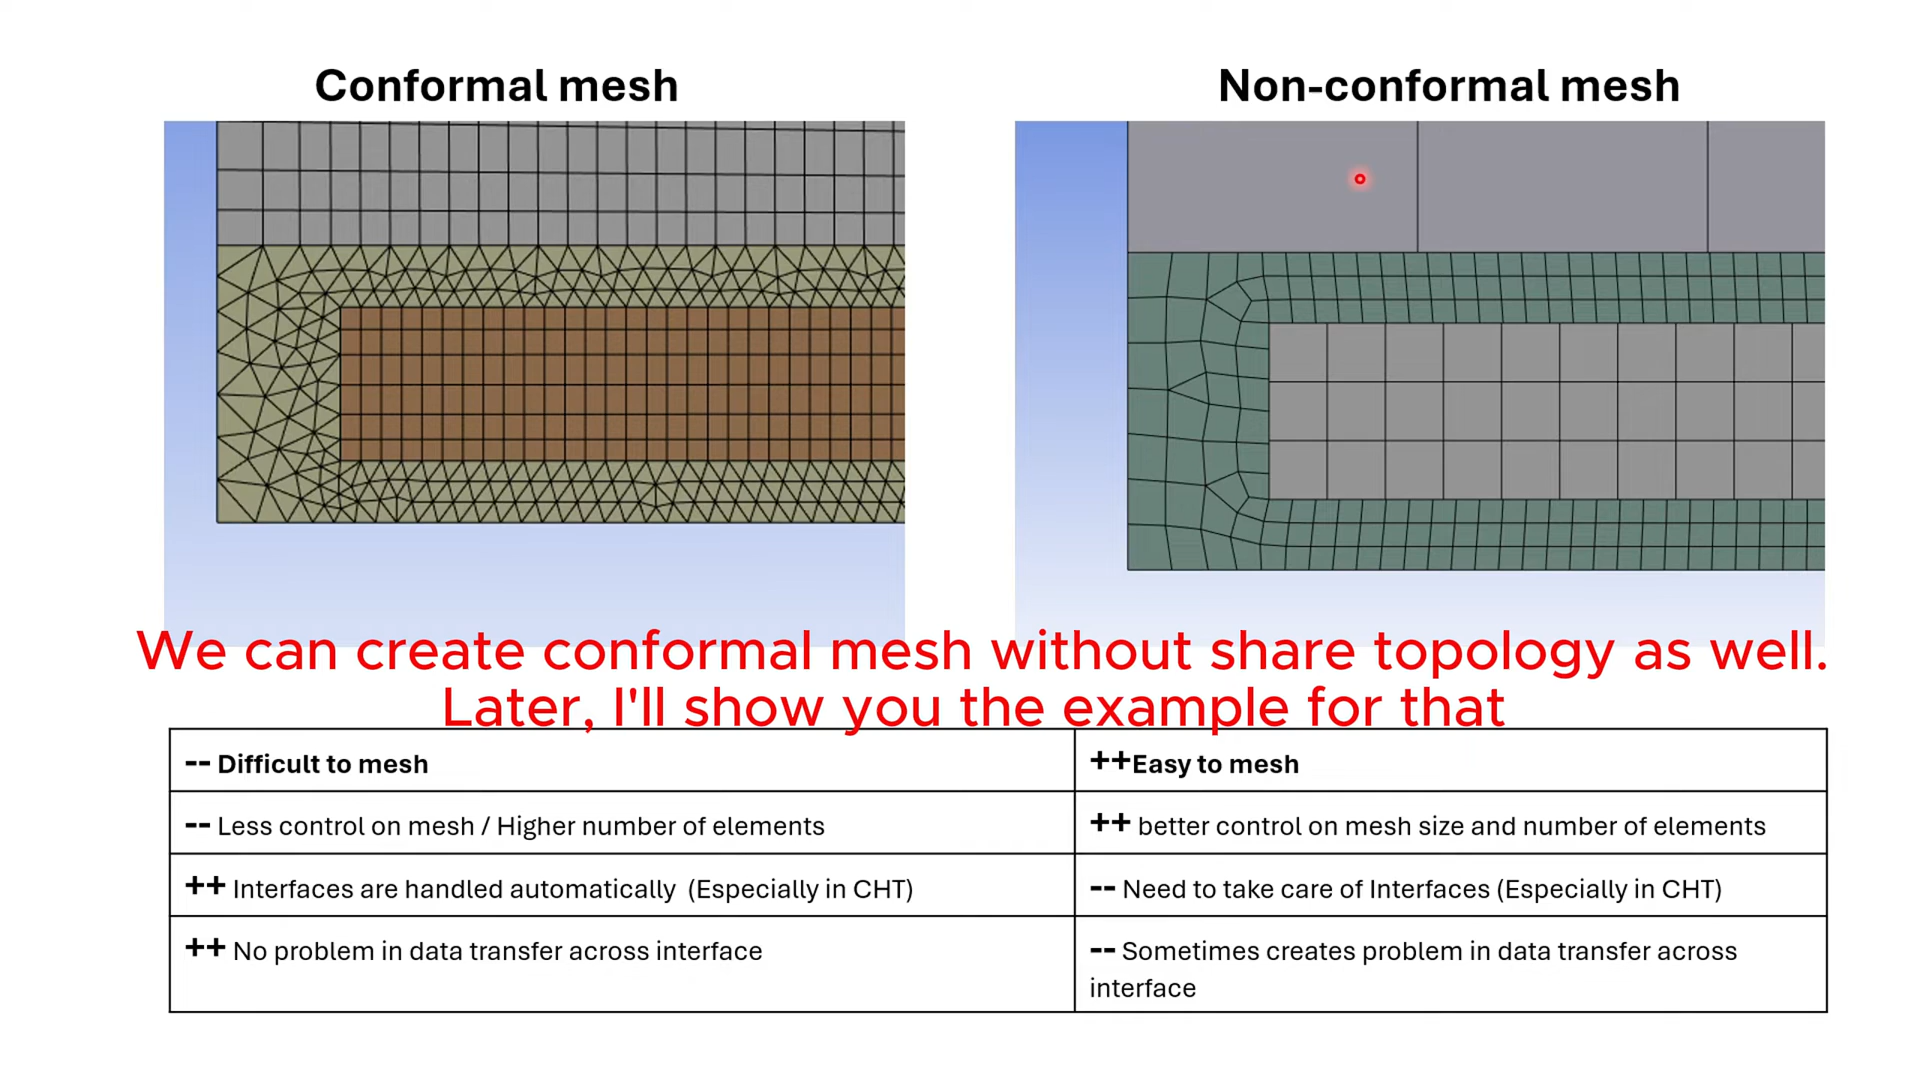 Conformal mesh
Non-conformal mesh
We can create conformal mesh without share topology as well.
Later, I'll show you the example for that
-- Difficult to mesh
++Easy to mesh
-- Less control on mesh / Higher number of elements
++ better control on mesh size and number of elements
++ Interfaces are handled automatically (Especially in CHT)
-- Need to take care of Interfaces (Especially in CHT)
++ No problem in data transfer across interface
-- Sometimes creates problem in data transfer across
interface